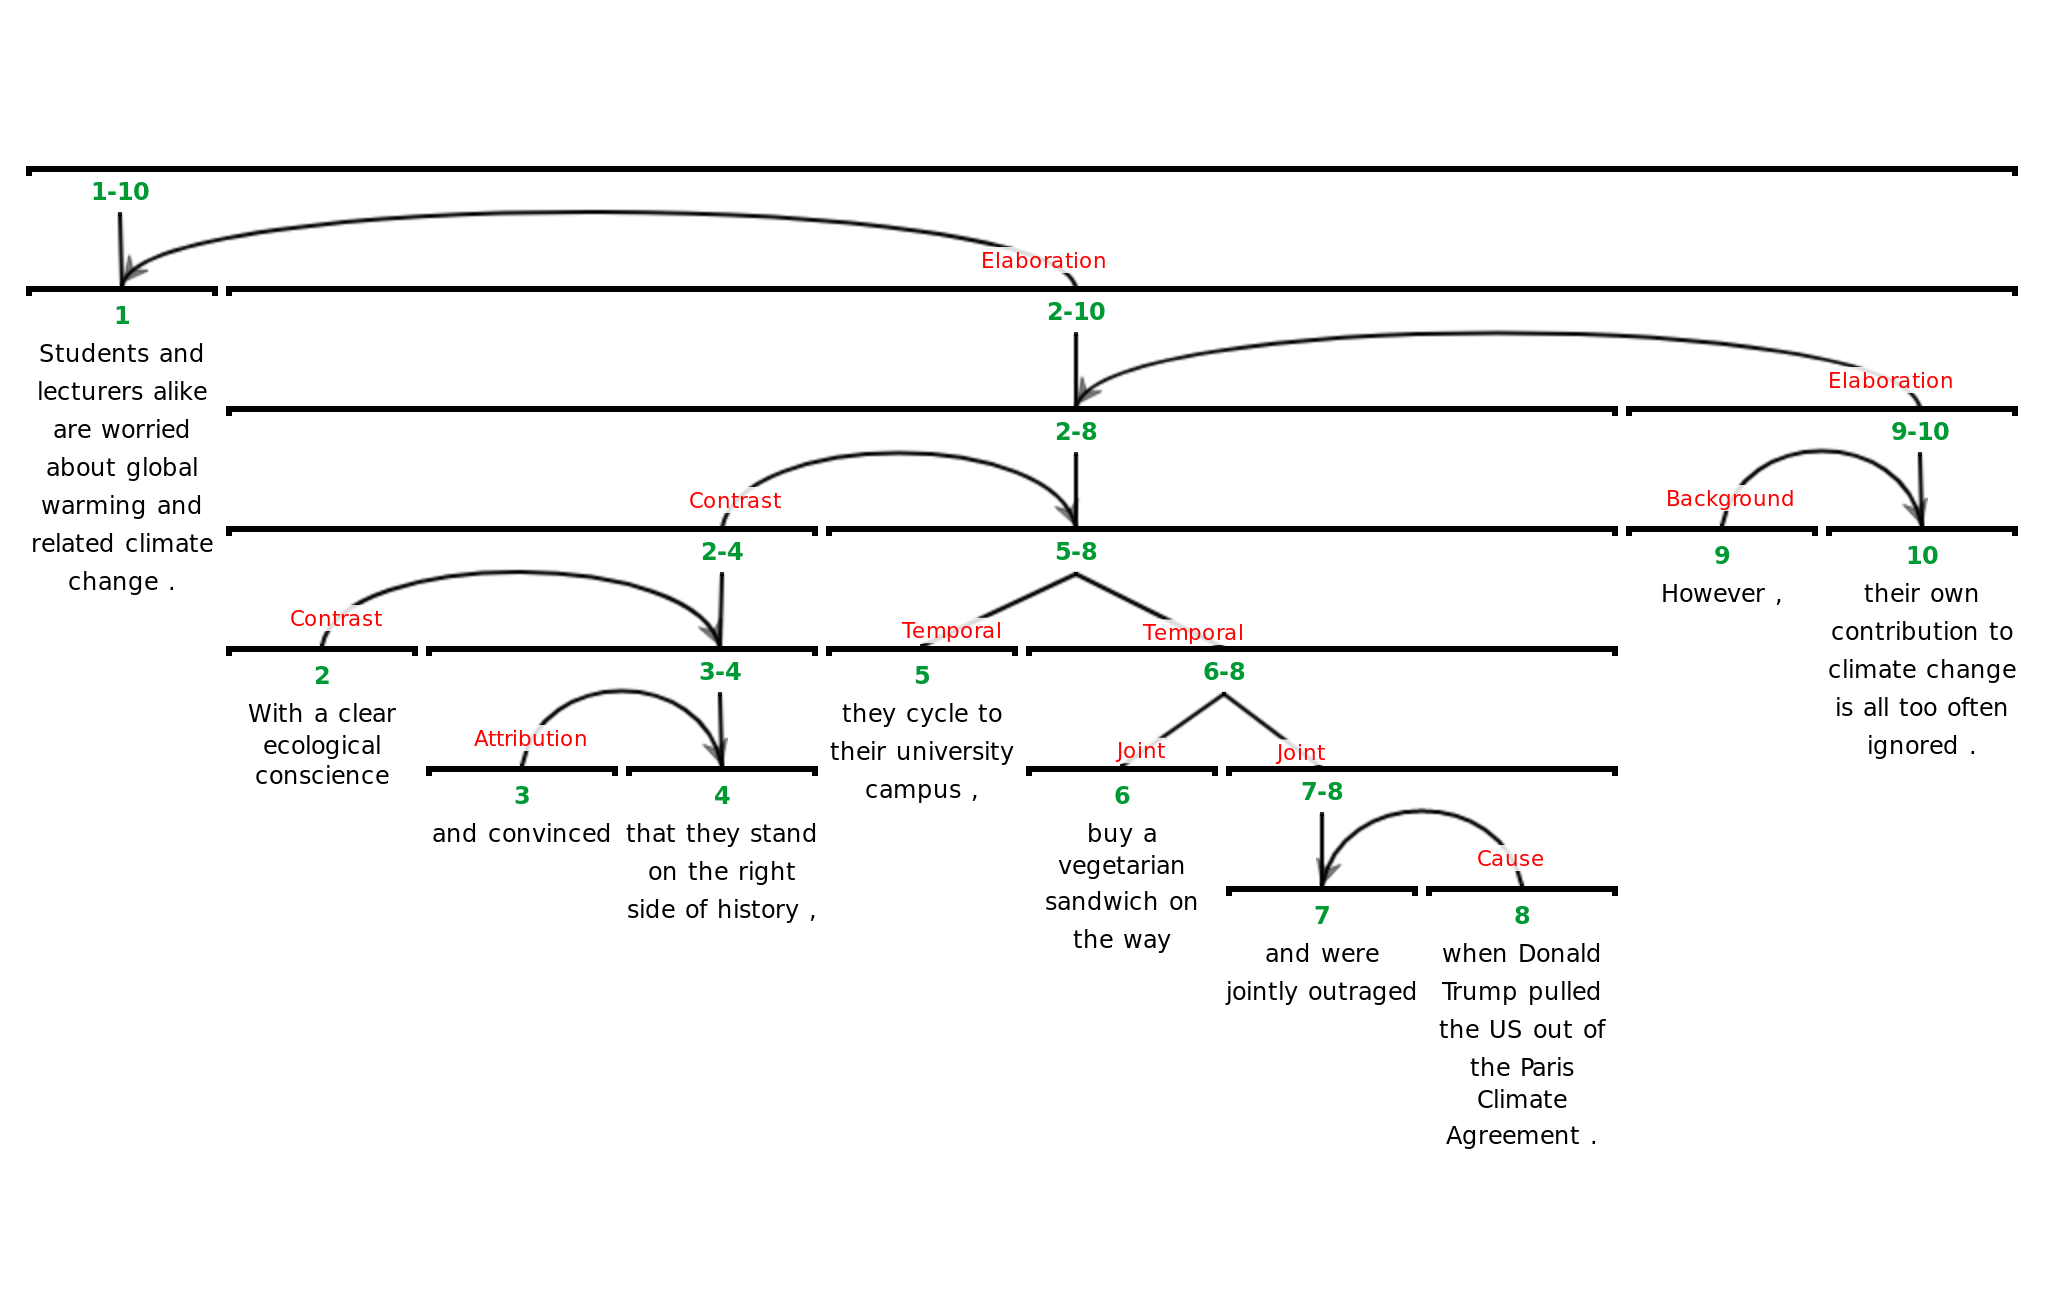 1-10
Elaboration
1
Students and
lecturers alike
are worried
about global
warming and
related climate
change .
2-10
Elaboration
2-8
9-10
Contrast
Background
2-4
5-8
9
However ,
10
their own
contribution to
climate change
is all too often
ignored .
Contrast
Temporal
Temporal
2
With a clear
ecological
conscience
3-4
5
they cycle to
their university
campus ,
6-8
Attribution
Joint
Joint
3
and convinced
4
that they stand
on the right
side of history ,
6
buy a
vegetarian
sandwich on
the way
7-8
Cause
7
and were
jointly outraged
8
when Donald
Trump pulled
the US out of
the Paris
Climate
Agreement .